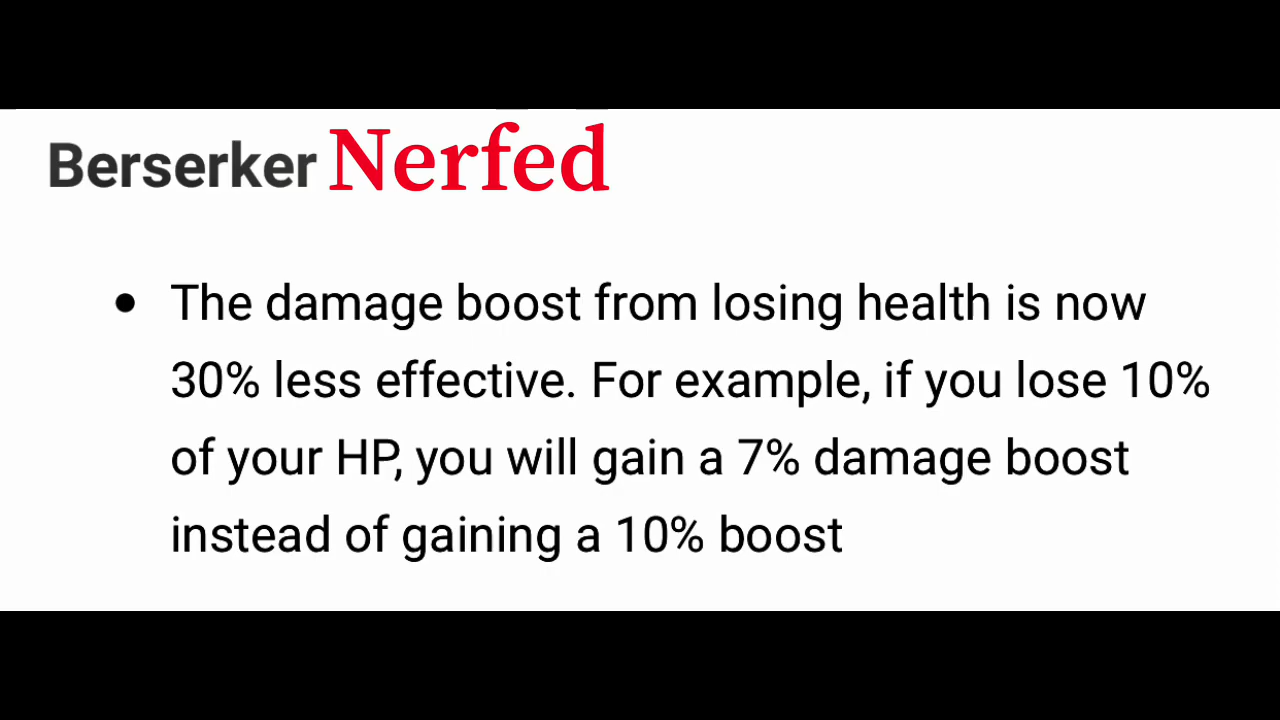 Berserker Nerfed
• The damage boost from losing health is now
30% less effective. For example, if you lose 10%
of your HP, you will gain a 7% damage boost
instead of gaining a 10% boost